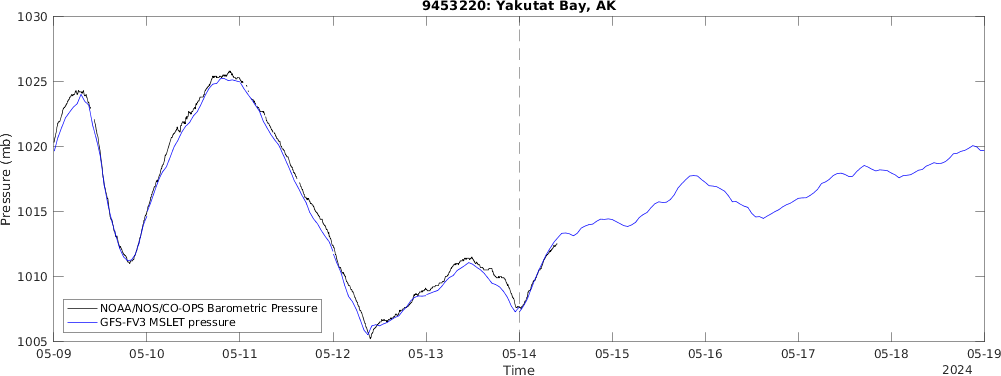 9453220: Yakutat Bay, AK
1030
1025
1020
1015
1010
1005
Pressure (mb)
NOAA/NOS/CO-OPS Barometric Pressure
GFS-FV3 MSLET pressure
05-09 05-10 05-11 05-12 05-13 05-14 05-15 05-16 05-17 05-18 05-19
Time
2024